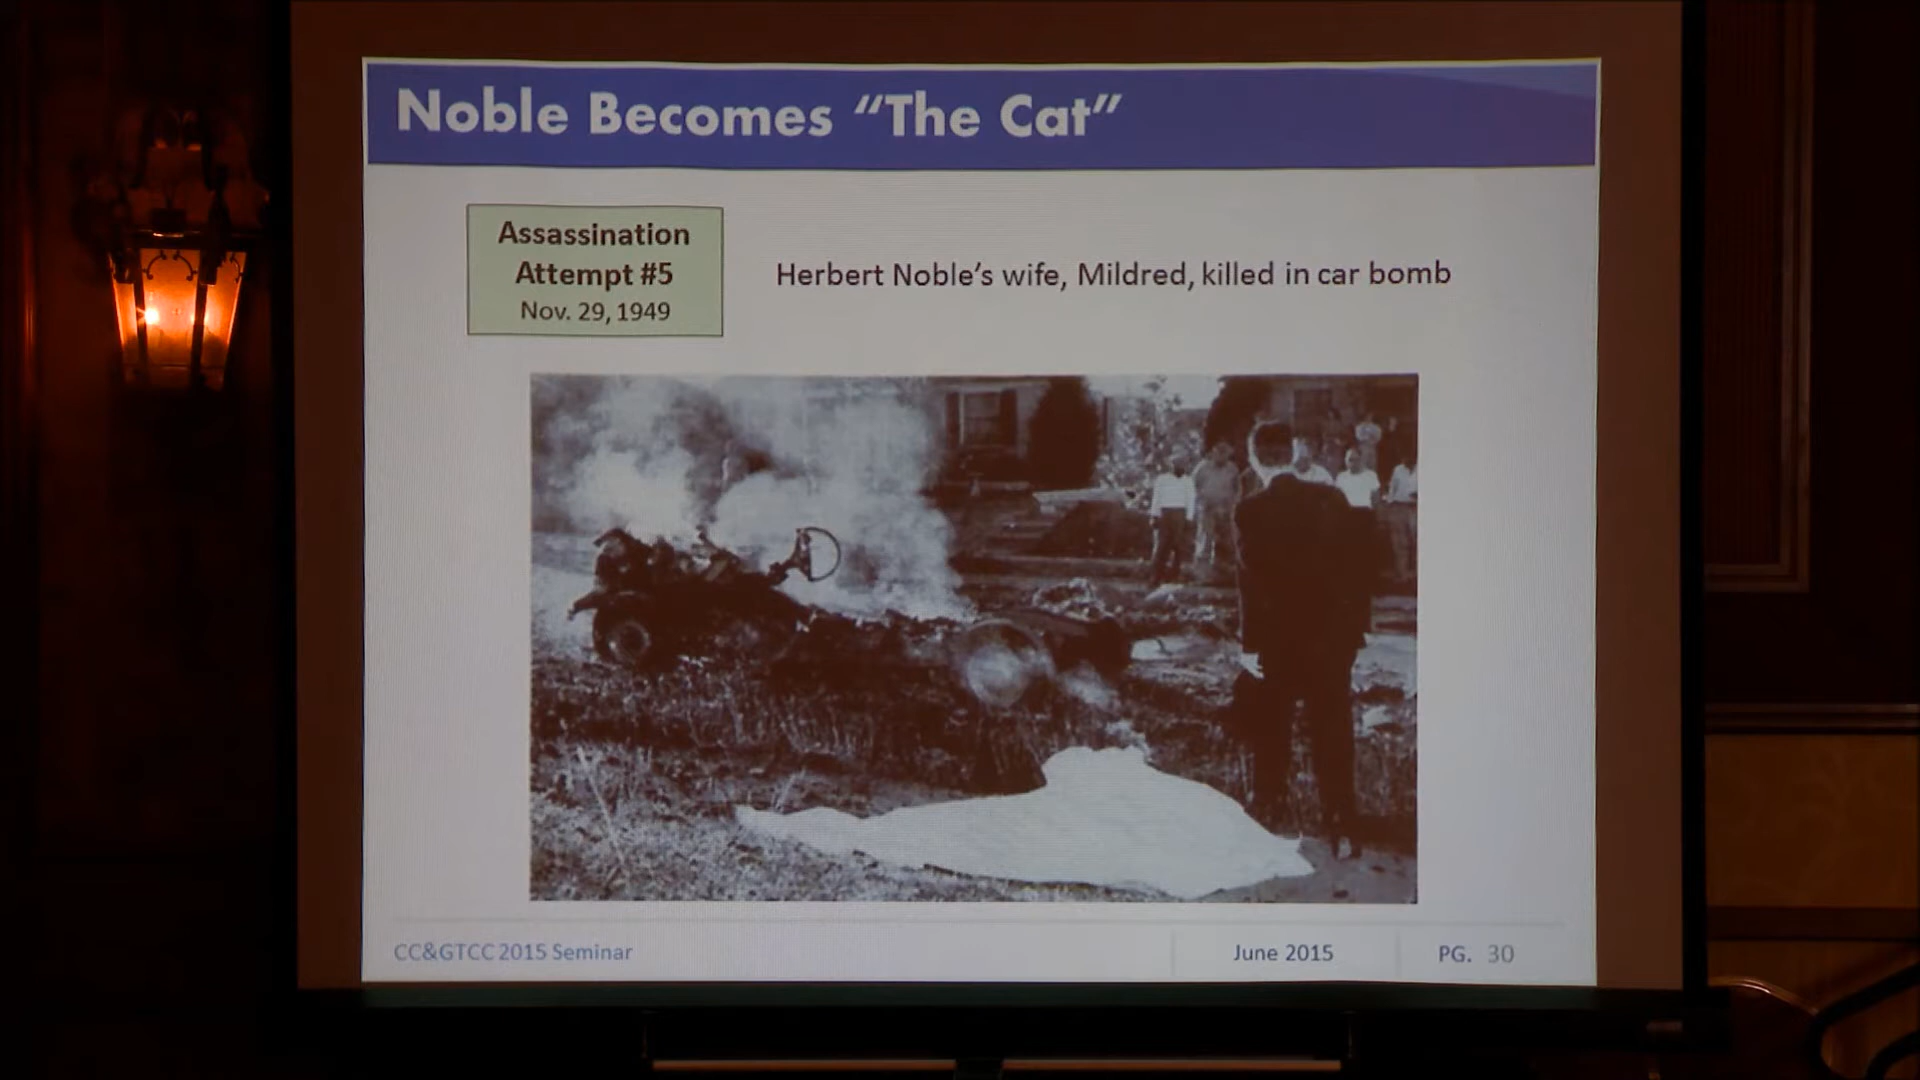 Noble Becomes “The Cat”
Assassination
Attempt #5
Nov. 29, 1949
Herbert Noble’s wife, Mildred, killed in car bomb
CC&GTCC 2015 Seminar
June 2015
PG. 30